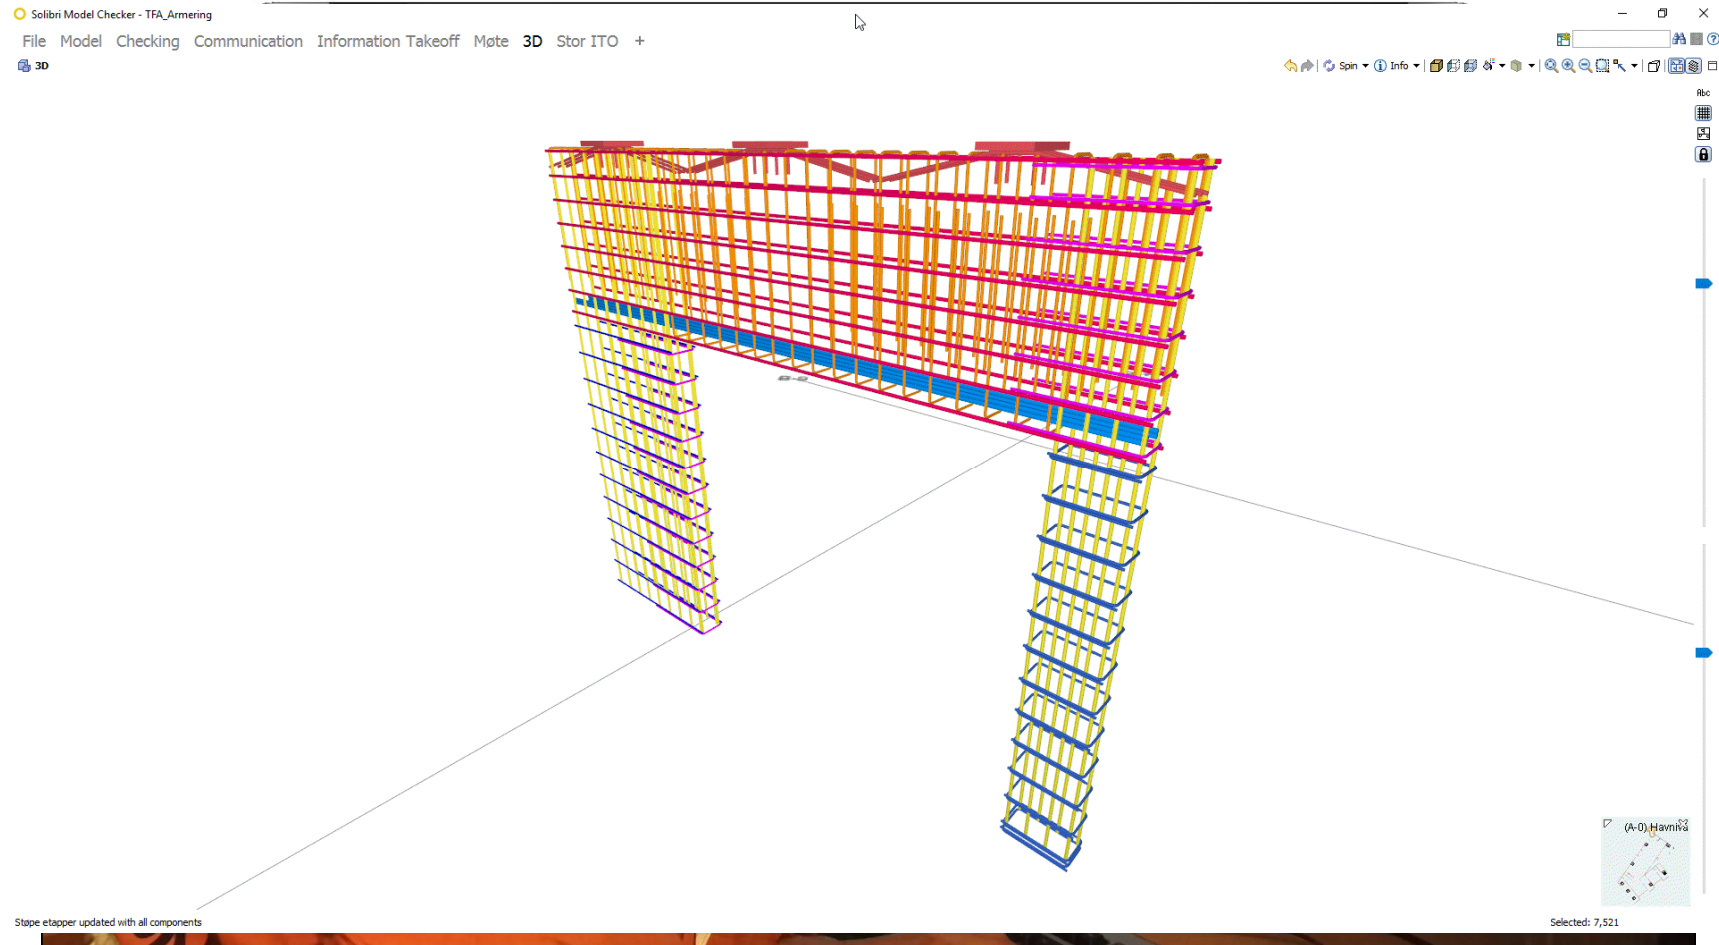 Solibri Model Checker - TFA_Armering
File Model Checking Communication Information Takeoff Møte 3D Stor ITO +
3D
Spin Info
Abc
(A-0) Havnivå
Støpe etapper updated with all components
Selected: 7,521